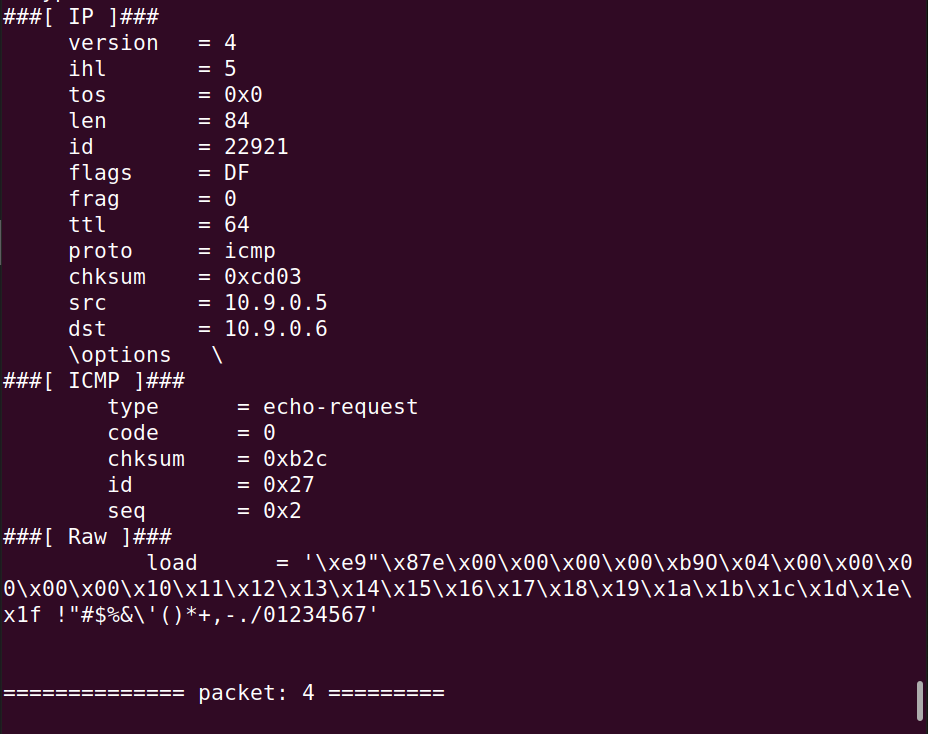 ###[ IP ]###
     version   = 4
     ihl       = 5
     tos       = 0x0
     len       = 84
     id        = 22921
     flags     = DF
     frag      = 0
     ttl       = 64
     proto     = icmp
     chksum    = 0xcd03
     src       = 10.9.0.5
     dst       = 10.9.0.6
     \options   \
###[ ICMP ]###
        type      = echo-request
        code      = 0
        chksum    = 0xb2c
        id        = 0x27
        seq       = 0x2
###[ Raw ]###
           load      = '\xe9"\x87e\x00\x00\x00\x00\xb9O\x04\x00\x00\x0
0\x00\x00\x10\x11\x12\x13\x14\x15\x16\x17\x18\x19\x1a\x1b\x1c\x1d\x1e\
x1f !"#$%&\'()*+,-./01234567'
============== packet: 4 =========